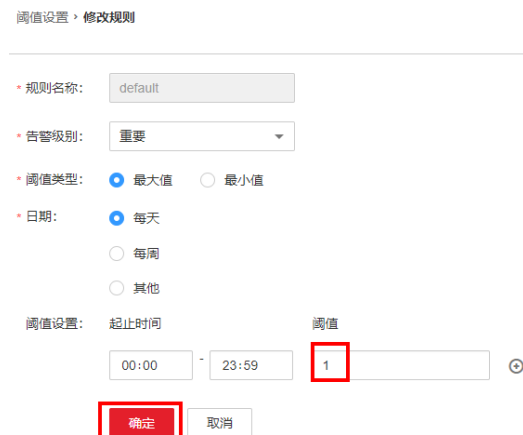 阈值设置 › 修改规则
* 规则名称： default
* 告警级别： 重要
* 阈值类型： 最大值 最小值
* 日期： 每天
每周
其他
阈值设置： 起止时间 阈值
00:00 - 23:59 1
确定 取消